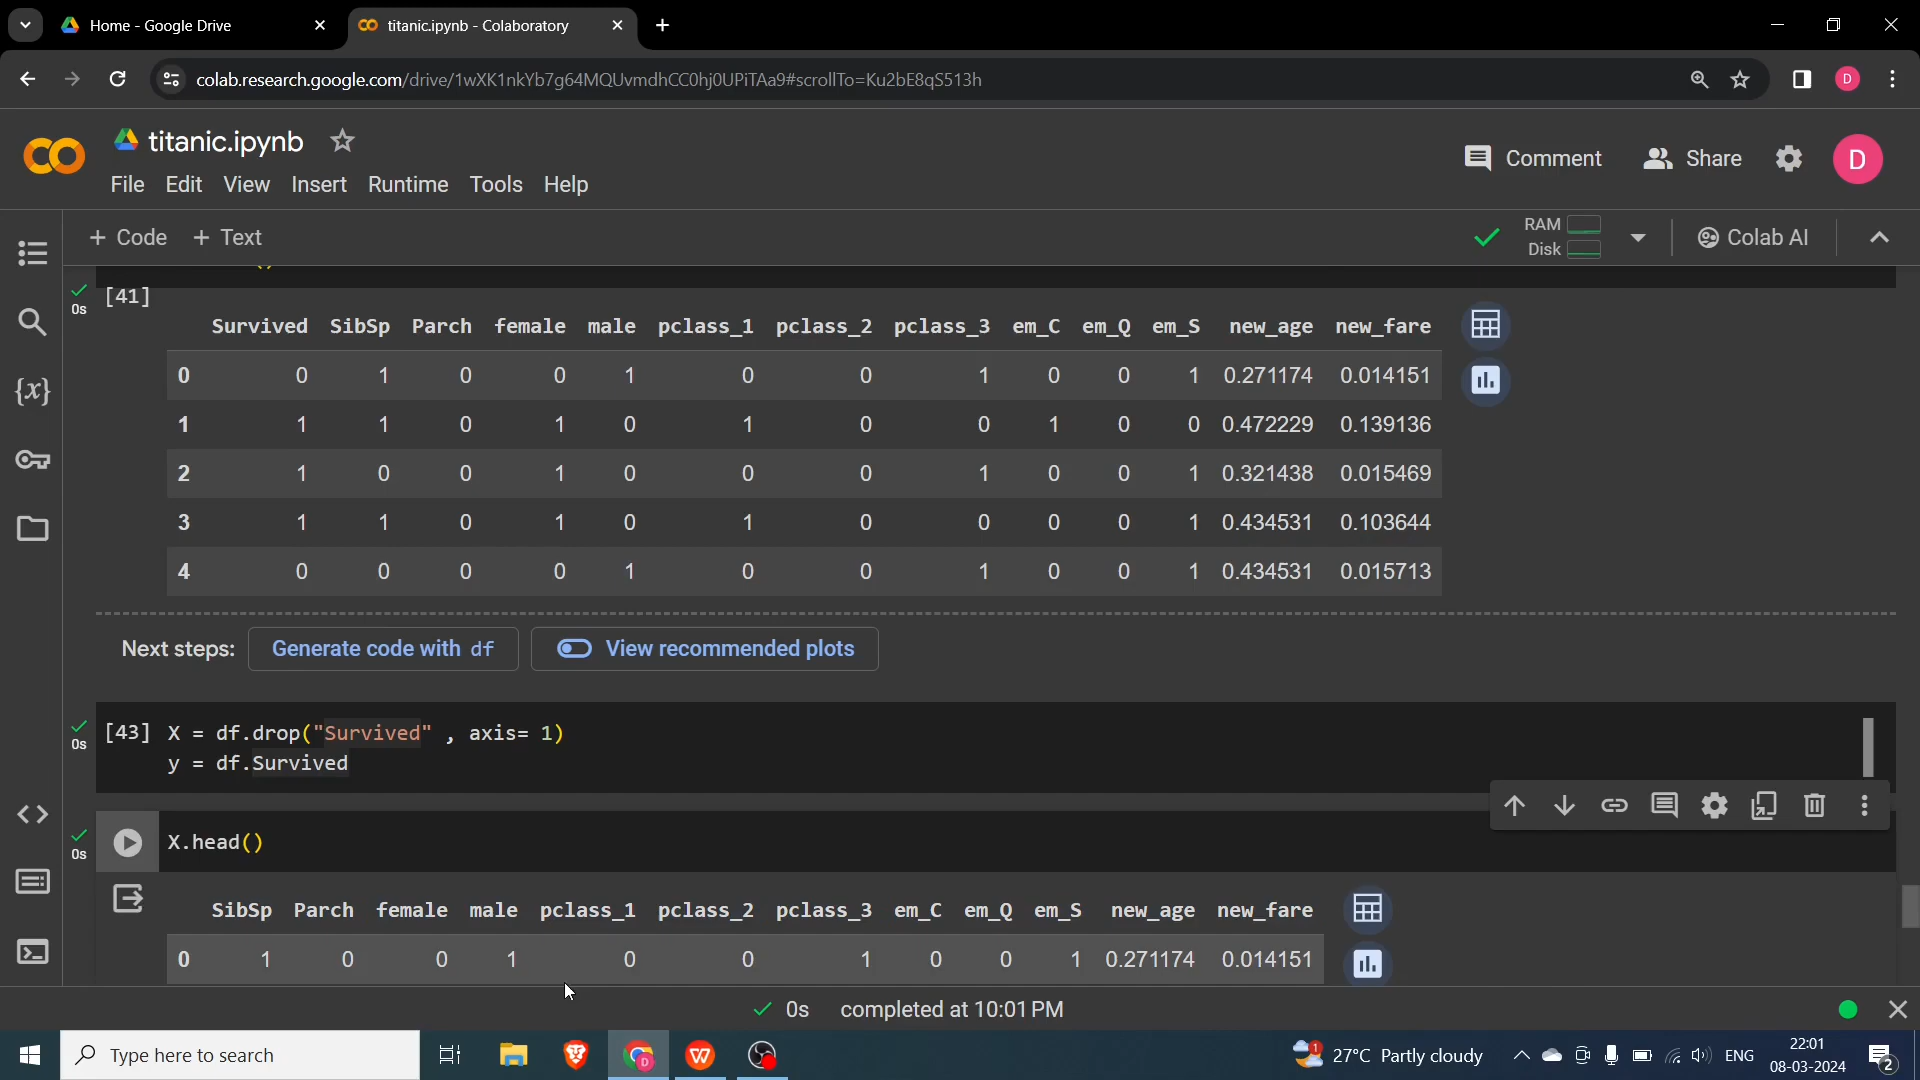 Home - Google Drive
titanic.ipynb - Colaboratory
colab.research.google.com/drive/1wXK1nkYb7g64MQUvmdhCC0hj0UPiTAa9#scrollTo=Ku2bE8qS513h
D
titanic.ipynb
Comment
Share
D
File Edit View Insert Runtime Tools Help
+ Code + Text
RAM
Disk
Colab AI
0s
[41]
Survived SibSp Parch female male pclass_1 pclass_2 pclass_3 em_C em_Q em_S new_age new_fare
0 0 1 0 0 1 0 0 1 0 0 1 0.271174 0.014151
1 1 1 0 1 0 1 0 0 1 0 0 0.472229 0.139136
2 1 0 0 1 0 0 0 1 0 0 1 0.321438 0.015469
3 1 1 0 1 0 1 0 0 0 0 1 0.434531 0.103644
4 0 0 0 0 1 0 0 1 0 0 1 0.434531 0.015713
Next steps: Generate code with df View recommended plots
0s
[43] X = df.drop("Survived" , axis= 1)
y = df.Survived
0s
X.head()
SibSp Parch female male pclass_1 pclass_2 pclass_3 em_C em_Q em_S new_age new_fare
0 1 0 0 1 0 0 1 0 0 1 0.271174 0.014151
0s completed at 10:01 PM
Type here to search
D
W
1
27°C Partly cloudy
ENG
22:01
08-03-2024
2